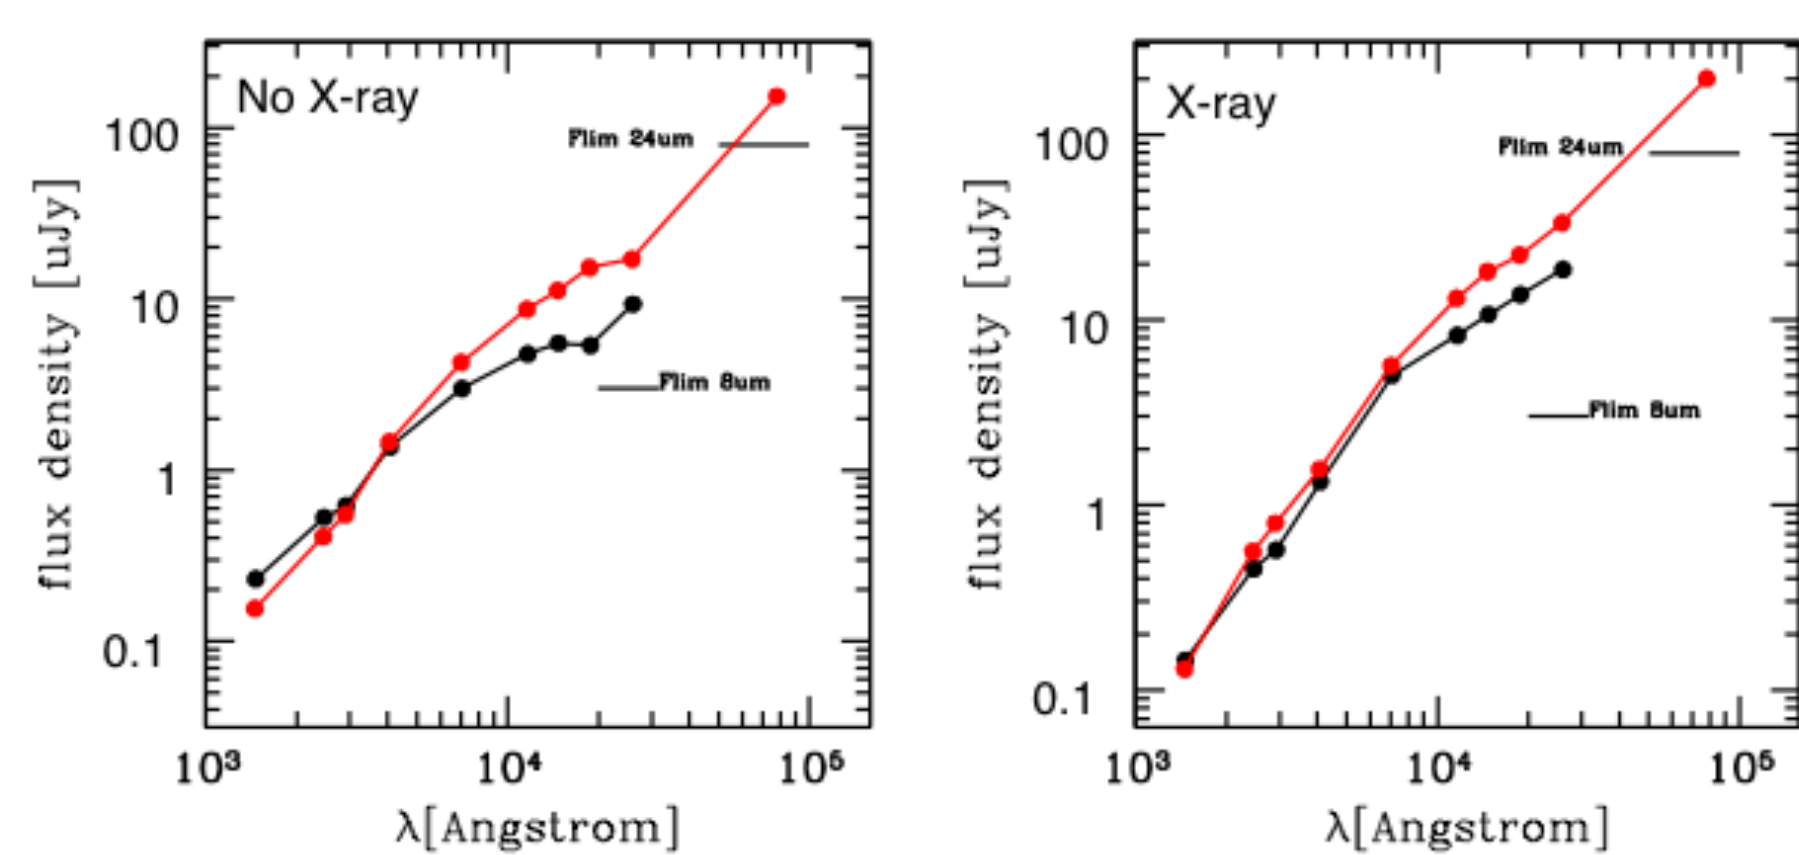 No X-ray
Flim 24um
Flim 8um
100
10
1
0.1
flux density [uJy]
10³ 10⁴ 10⁵
λ[Angstrom]
X-ray
Flim 24um
Flim 8um
100
10
1
0.1
flux density [uJy]
10³ 10⁴ 10⁵
λ[Angstrom]